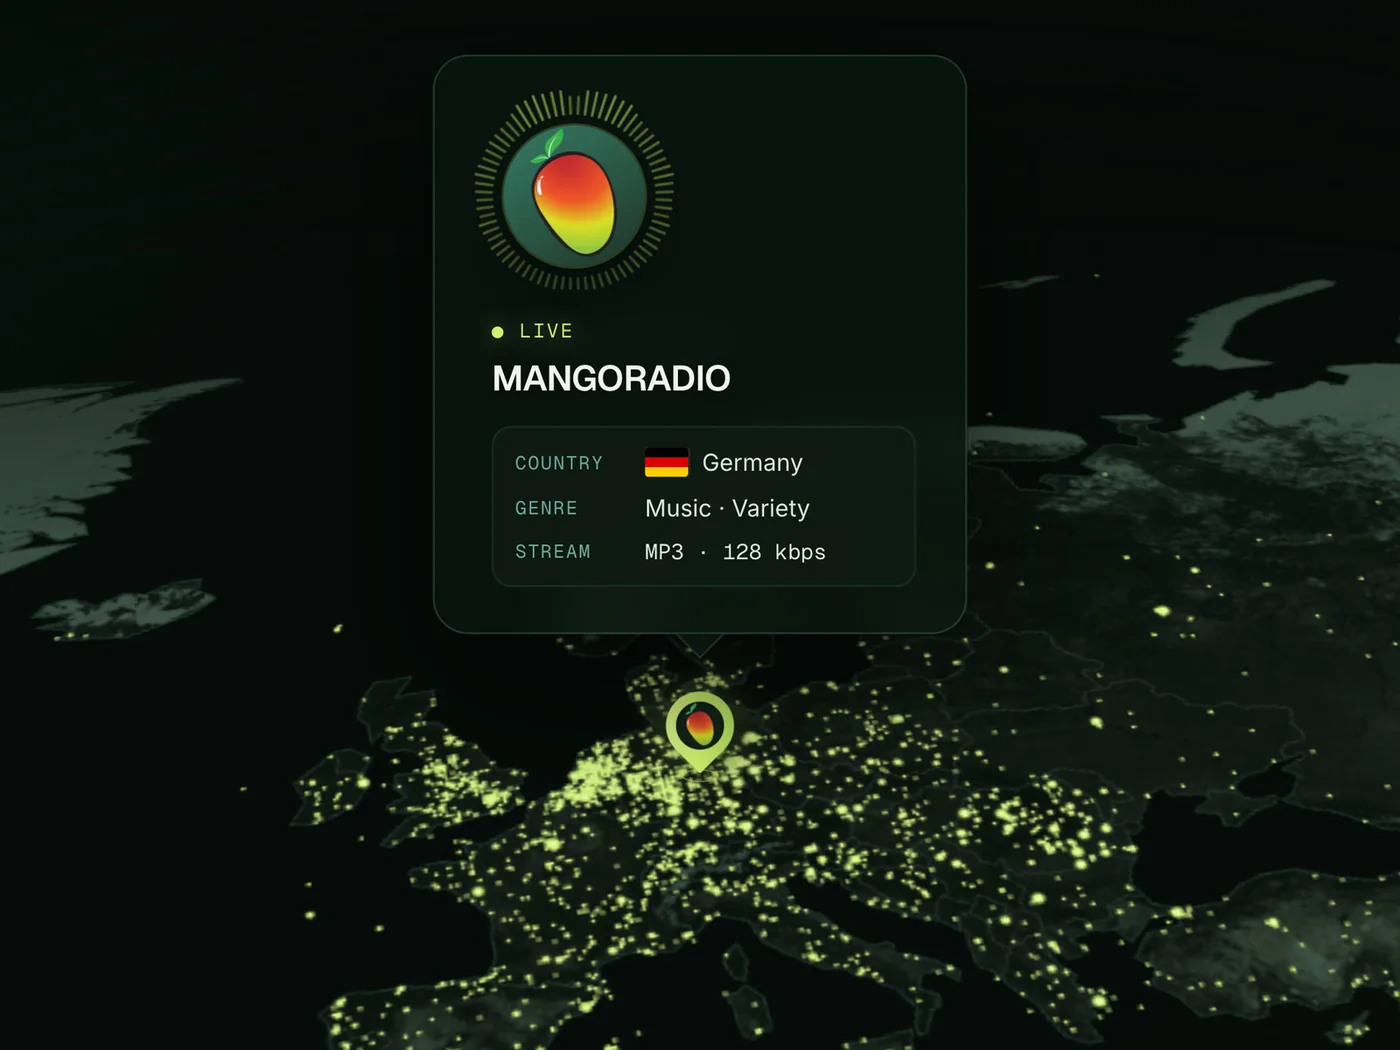 LIVE
MANGORADIO
COUNTRY Germany
GENRE Music · Variety
STREAM MP3 · 128 kbps